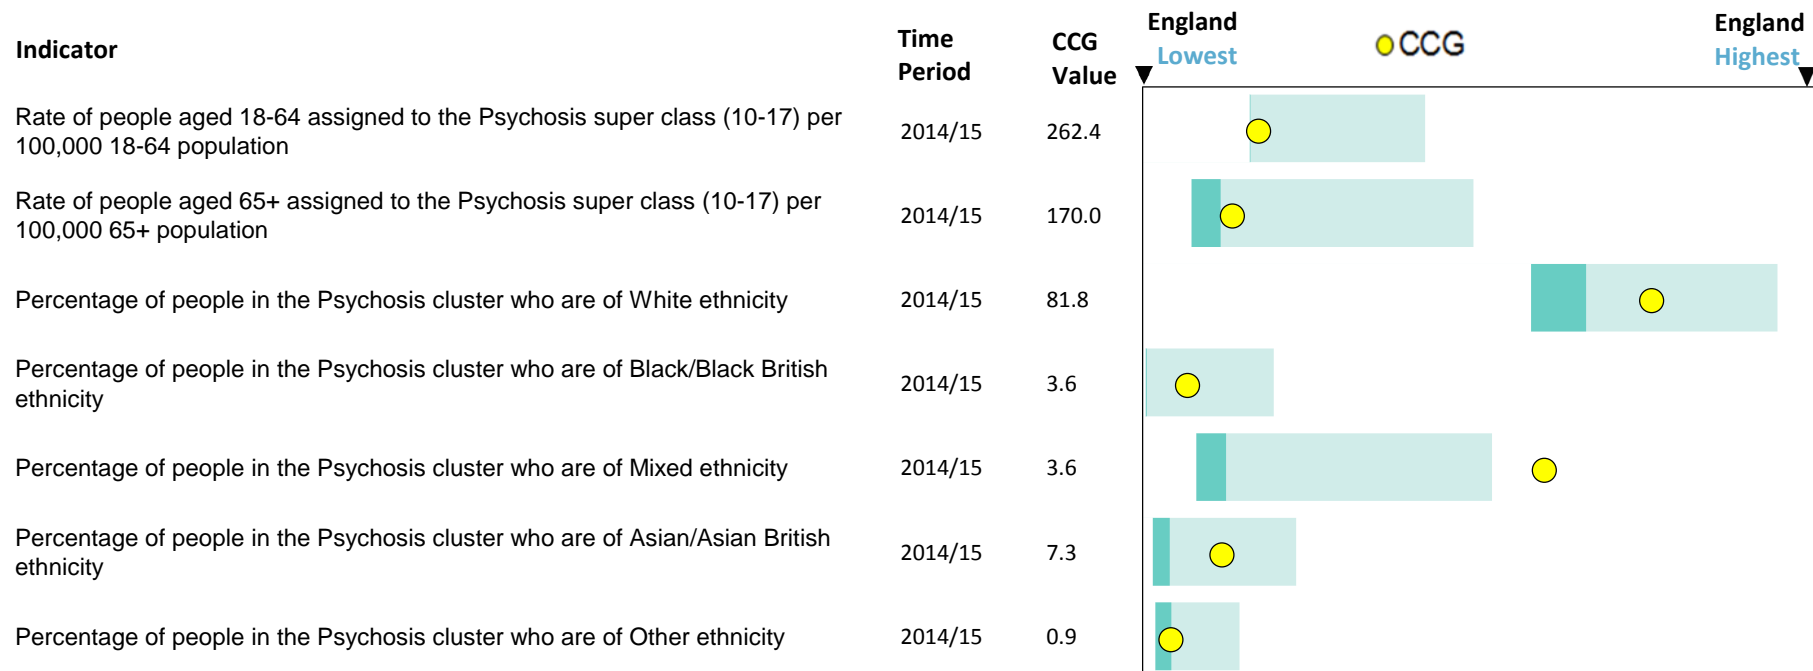 Indicator
Time
Period
CCG
Value
England
Lowest
CCG
England
Highest
Rate of people aged 18-64 assigned to the Psychosis super class (10-17) per
100,000 18-64 population
2014/15
262.4
Rate of people aged 65+ assigned to the Psychosis super class (10-17) per
100,000 65+ population
2014/15
170.0
Percentage of people in the Psychosis cluster who are of White ethnicity
2014/15
81.8
Percentage of people in the Psychosis cluster who are of Black/Black British
ethnicity
2014/15
3.6
Percentage of people in the Psychosis cluster who are of Mixed ethnicity
2014/15
3.6
Percentage of people in the Psychosis cluster who are of Asian/Asian British
ethnicity
2014/15
7.3
Percentage of people in the Psychosis cluster who are of Other ethnicity
2014/15
0.9